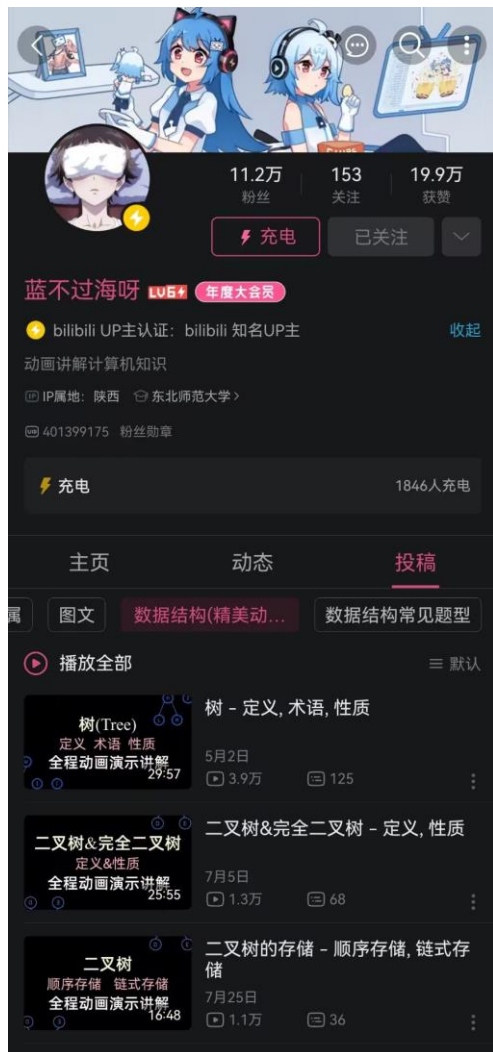 11.2万
153
19.9万
粉丝
关注
获赞
充电
已关注
蓝不过海呀 LV6 年度大会员
bilibili UP主认证：bilibili 知名UP主
收起
动画讲解计算机知识
IP IP属地：陕西 东北师范大学
UID 401399175 粉丝勋章
充电
1846人充电
主页
动态
投稿
属
图文
数据结构(精美动...
数据结构常见题型
播放全部
默认
树(Tree)
定义 术语 性质
全程动画演示讲解
29:57
树 - 定义, 术语, 性质
5月2日
3.9万
125
二叉树&完全二叉树
定义&性质
全程动画演示讲解
25:55
二叉树&完全二叉树 - 定义, 性质
7月5日
1.3万
68
二叉树
顺序存储 链式存储
全程动画演示讲解
16:48
二叉树的存储 - 顺序存储, 链式存
储
7月25日
1.1万
36